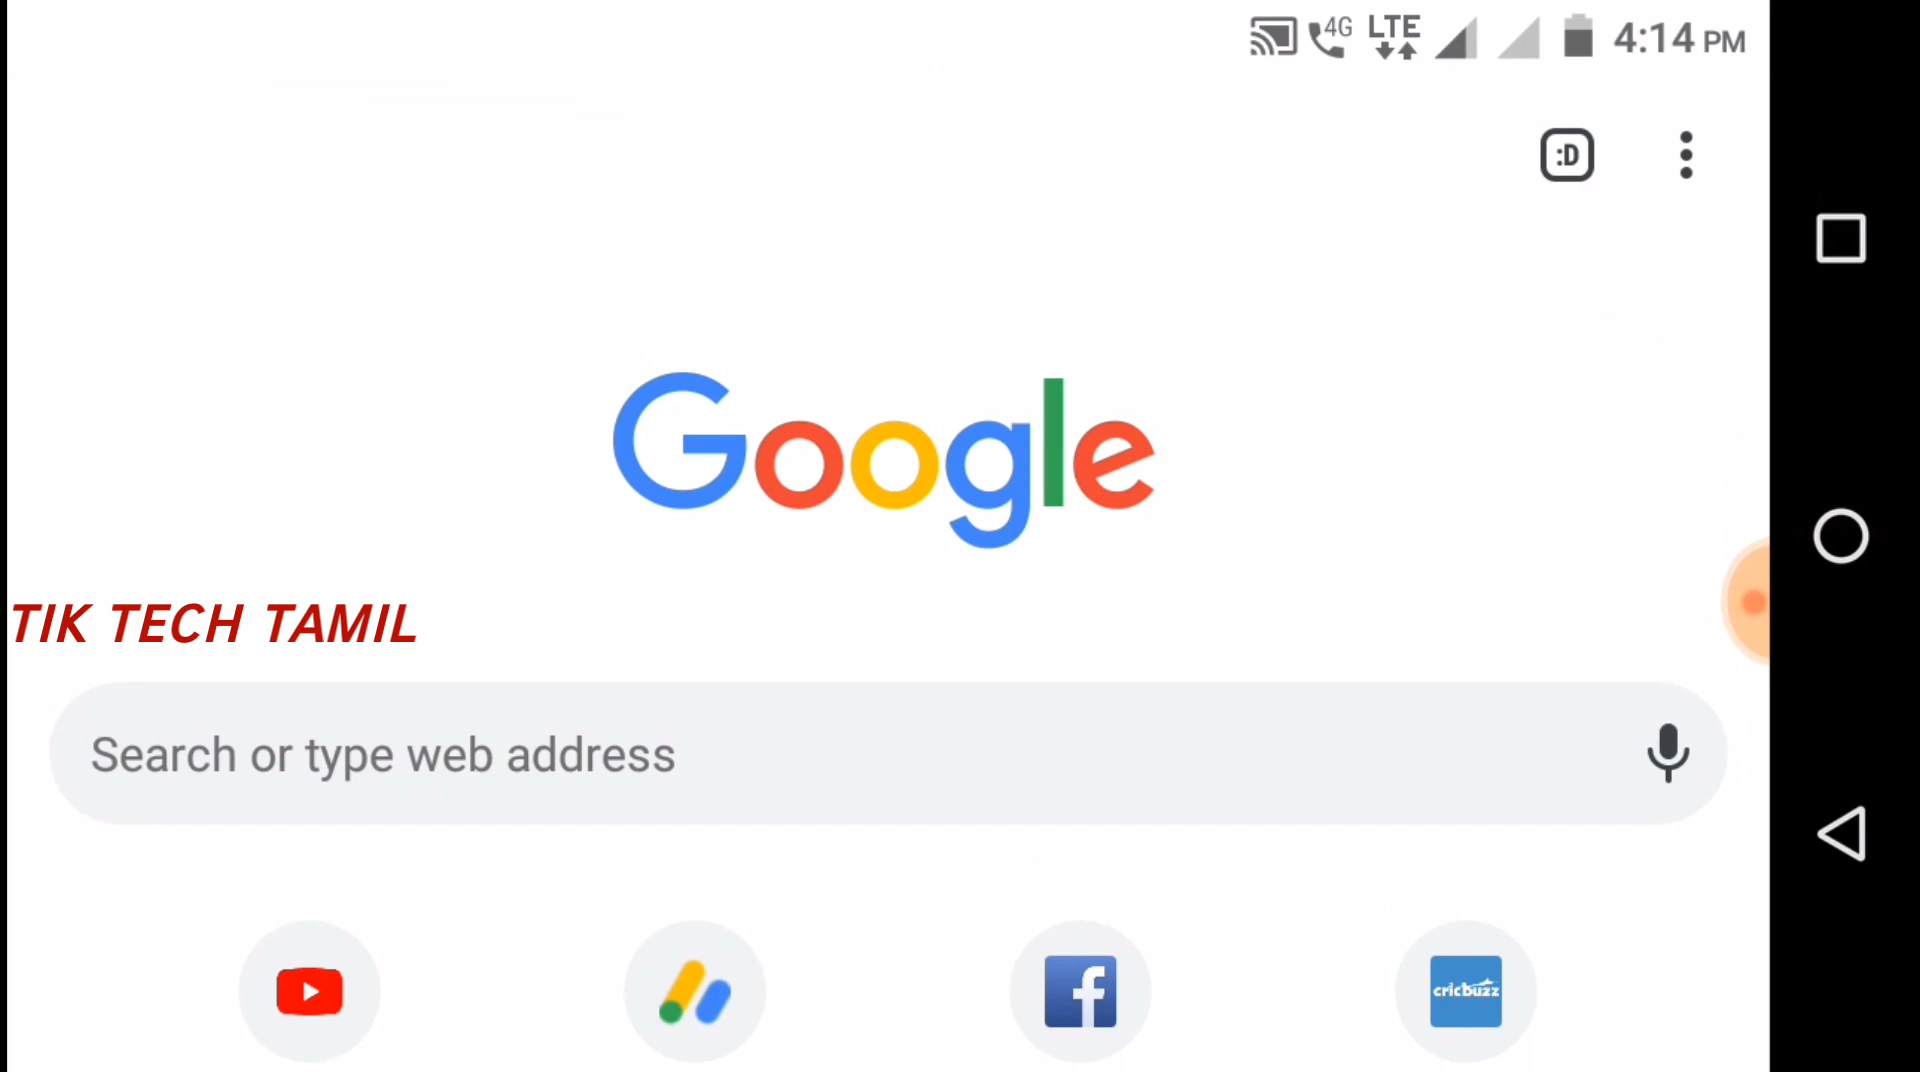 4G LTE 4:14 PM
:D
Google
TIK TECH TAMIL
Search or type web address
f cricbuzz